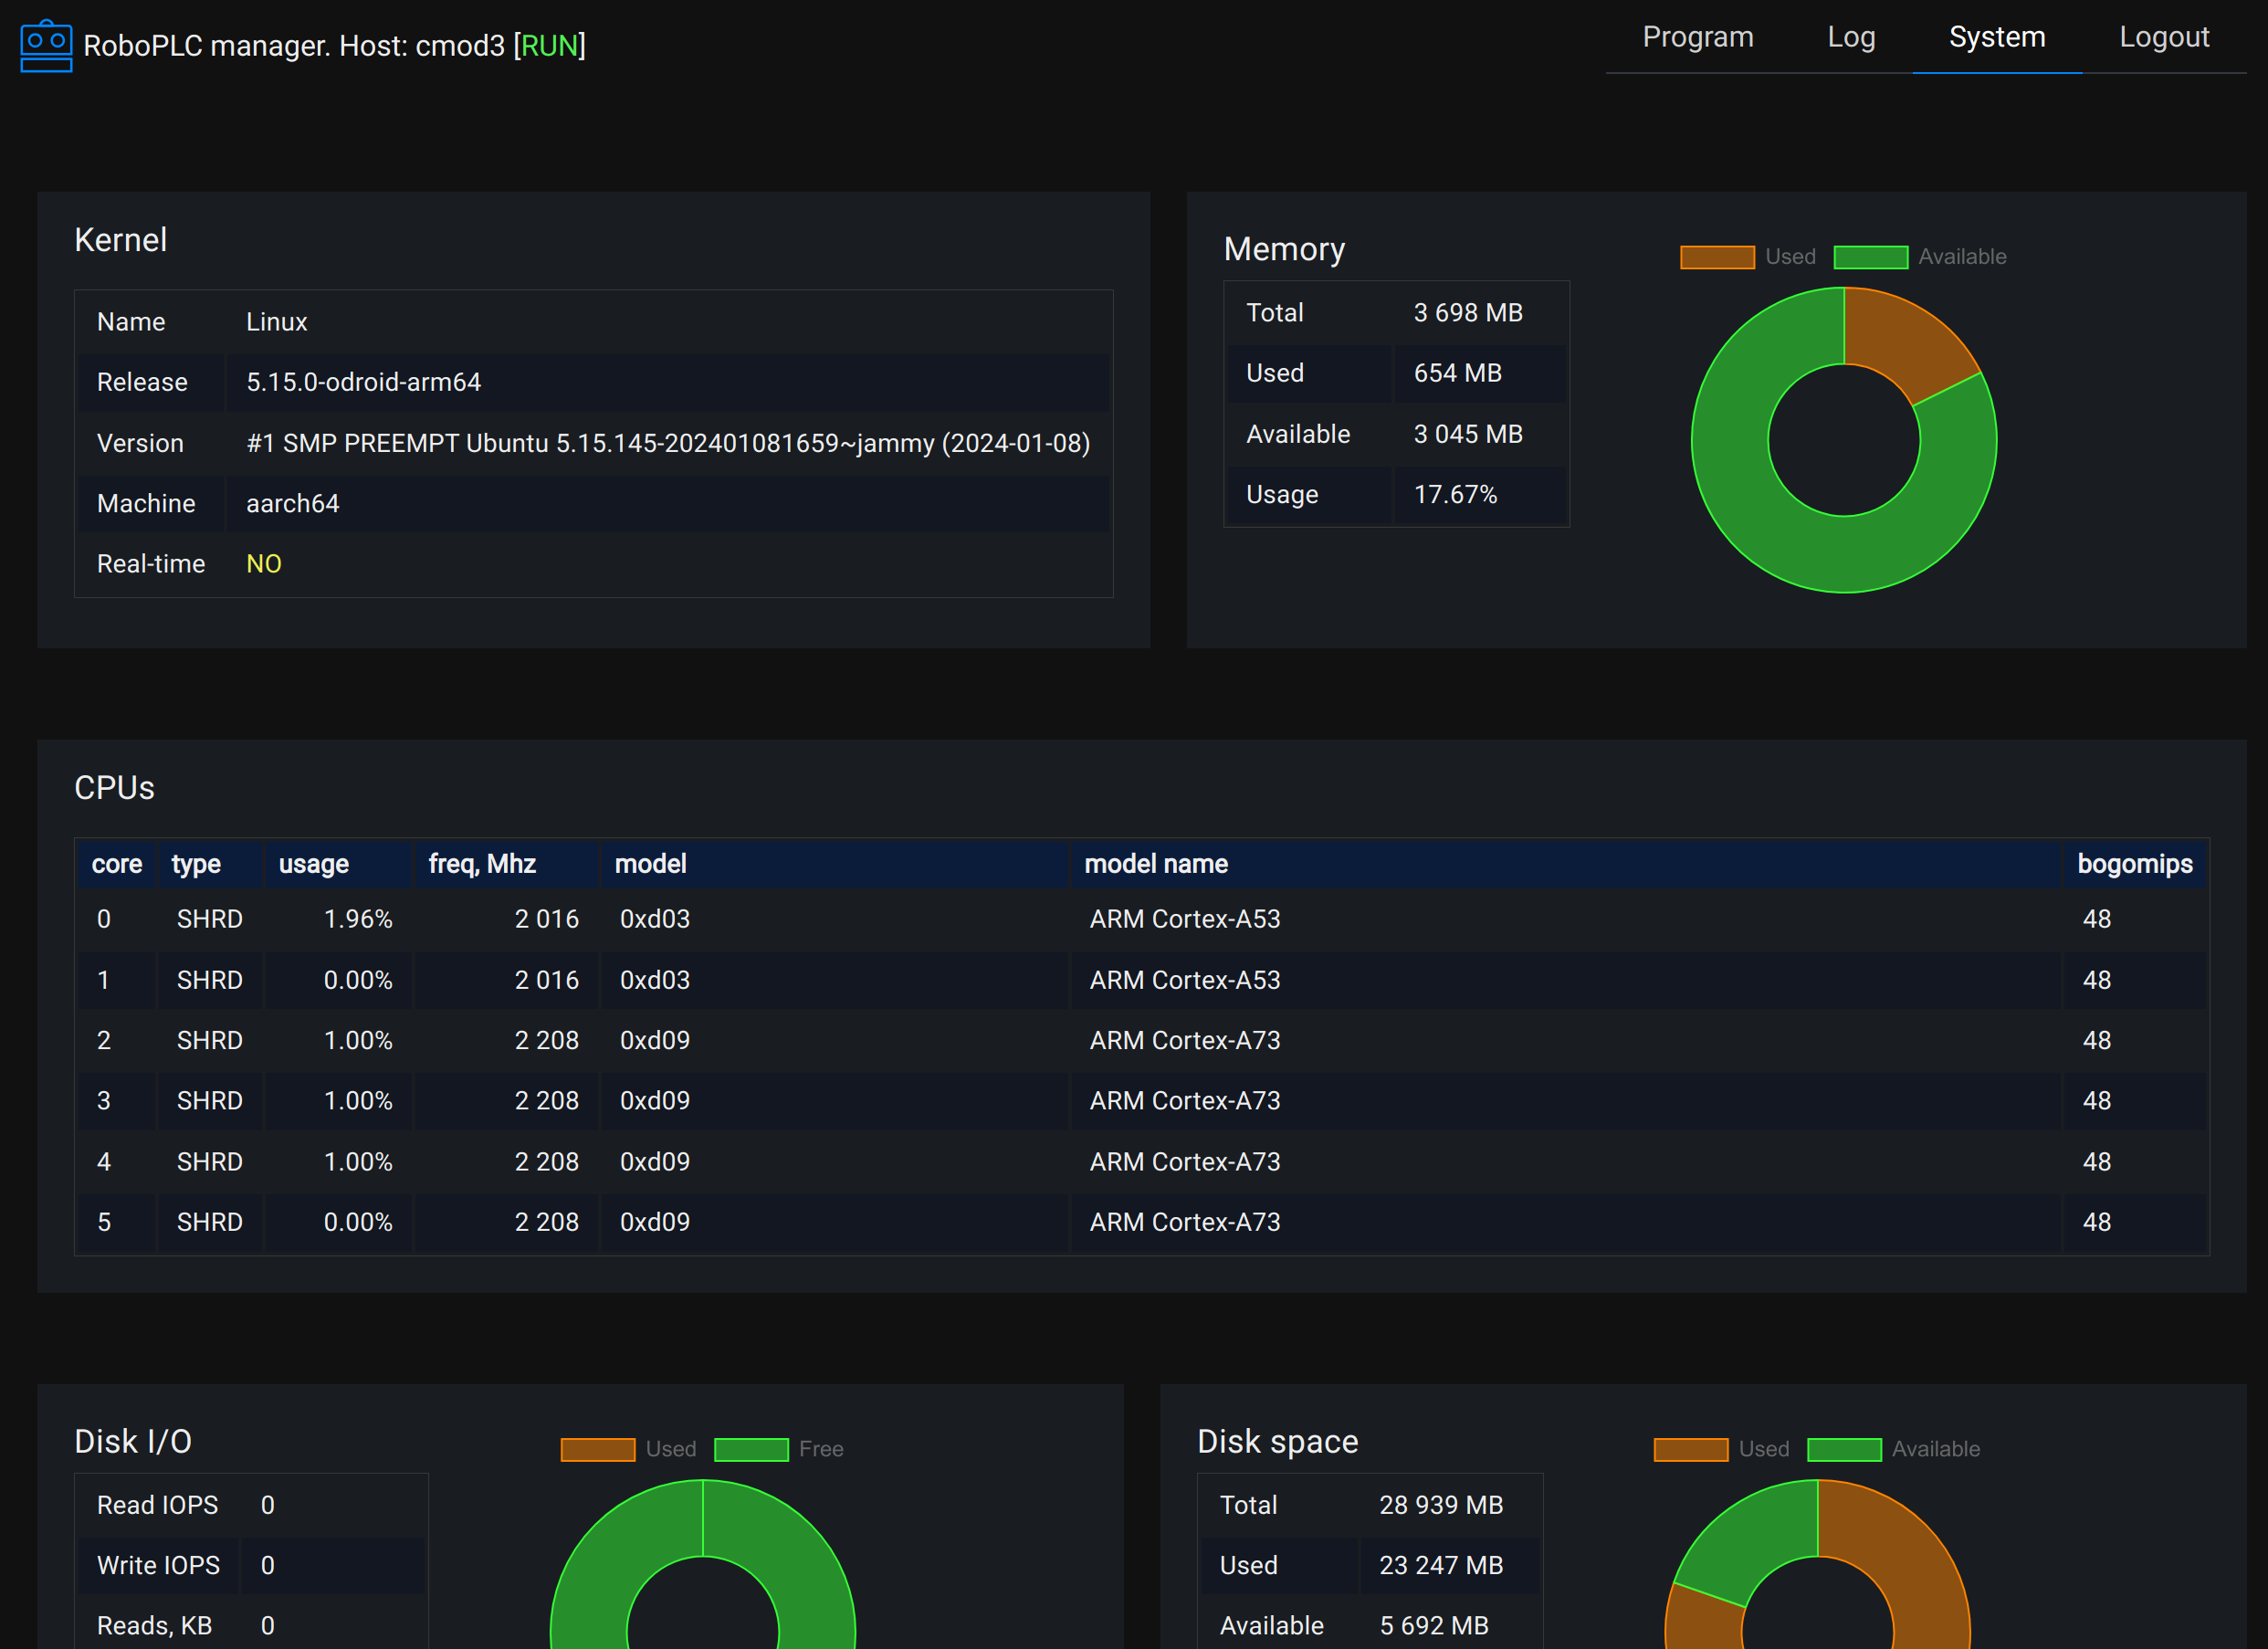 RoboPLC manager. Host: cmod3 [RUN]
Program Log System Logout
Kernel
Name Linux
Release 5.15.0-odroid-arm64
Version #1 SMP PREEMPT Ubuntu 5.15.145-202401081659~jammy (2024-01-08)
Machine aarch64
Real-time NO
Memory
Total 3 698 MB
Used 654 MB
Available 3 045 MB
Usage 17.67%
Used Available
CPUs
core type usage freq, Mhz model model name bogomips
0 SHRD 1.96% 2 016 0xd03 ARM Cortex-A53 48
1 SHRD 0.00% 2 016 0xd03 ARM Cortex-A53 48
2 SHRD 1.00% 2 208 0xd09 ARM Cortex-A73 48
3 SHRD 1.00% 2 208 0xd09 ARM Cortex-A73 48
4 SHRD 1.00% 2 208 0xd09 ARM Cortex-A73 48
5 SHRD 0.00% 2 208 0xd09 ARM Cortex-A73 48
Disk I/O
Read IOPS 0
Write IOPS 0
Reads, KB 0
Used Free
Disk space
Total 28 939 MB
Used 23 247 MB
Available 5 692 MB
Used Available